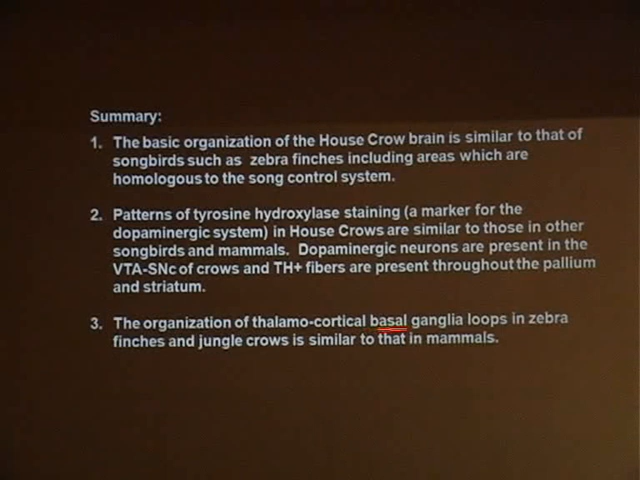 Summary:
1. The basic organization of the House Crow brain is similar to that of
songbirds such as zebra finches including areas which are
homologous to the song control system.
2. Patterns of tyrosine hydroxylase staining (a marker for the
dopaminergic system) in House Crows are similar to those in other
songbirds and mammals. Dopaminergic neurons are present in the
VTA-SNc of crows and TH+ fibers are present throughout the pallium
and striatum.
3. The organization of thalamo-cortical basal ganglia loops in zebra
finches and jungle crows is similar to that in mammals.